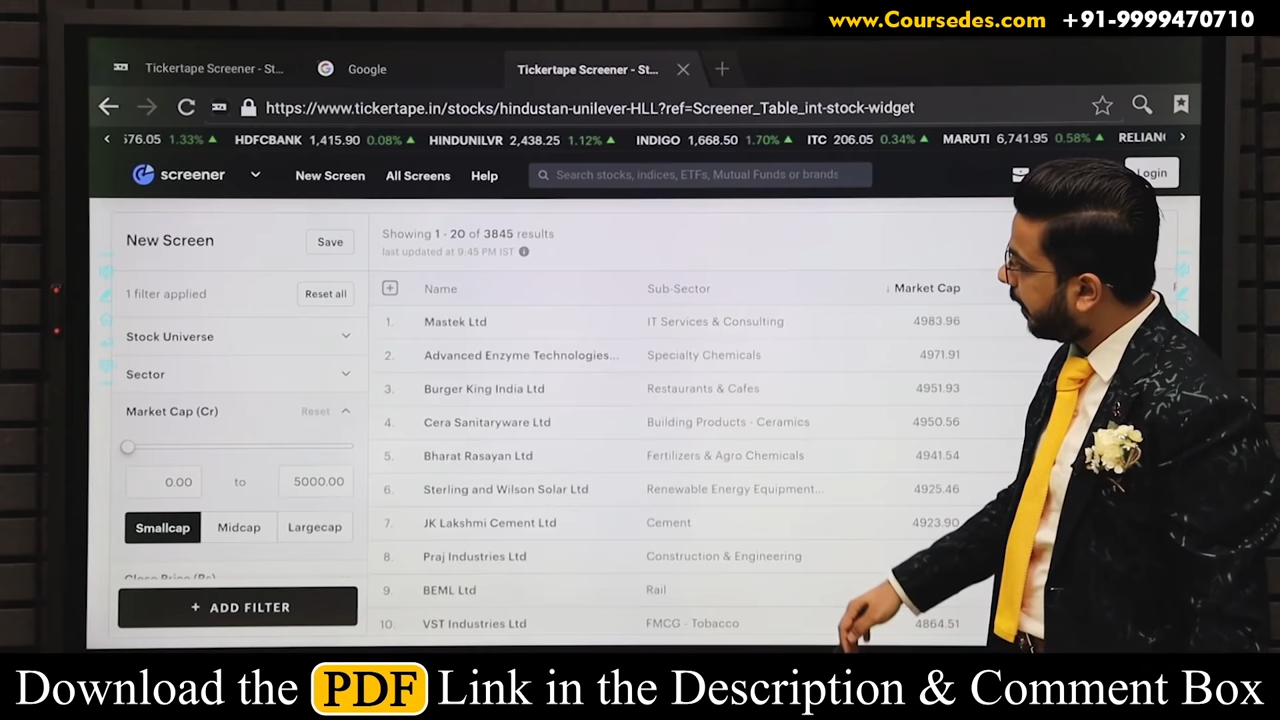 www.Coursedes.com +91-9999470710
Tickertape Screener - St...
Google
Tickertape Screener - St...
https://www.tickertape.in/stocks/hindustan-unilever-HLL?ref=Screener_Table_int-stock-widget
576.05 1.33% HDFCBANK 1,415.90 0.08% HINDUNILVR 2,438.25 1.12% INDIGO 1,668.50 1.70% ITC 206.05 0.34% MARUTI 6,741.95 0.58% RELIAN
screener New Screen All Screens Help Search stocks, indices, ETFs, Mutual Funds or brands Login
New Screen Save
Showing 1 - 20 of 3845 results
last updated at 9:45 PM IST
1 filter applied Reset all
Name Sub-Sector Market Cap
Stock Universe
Sector
Market Cap (Cr) Reset
0.00 to 5000.00
Smallcap Midcap Largecap
Close Price (Rs)
+ ADD FILTER
1. Mastek Ltd IT Services & Consulting 4983.96
2. Advanced Enzyme Technologies... Specialty Chemicals 4971.91
3. Burger King India Ltd Restaurants & Cafes 4951.93
4. Cera Sanitaryware Ltd Building Products - Ceramics 4950.56
5. Bharat Rasayan Ltd Fertilizers & Agro Chemicals 4941.54
6. Sterling and Wilson Solar Ltd Renewable Energy Equipment... 4925.46
7. JK Lakshmi Cement Ltd Cement 4923.90
8. Praj Industries Ltd Construction & Engineering
9. BEML Ltd Rail
10. VST Industries Ltd FMCG - Tobacco 4864.51
Download the PDF Link in the Description & Comment Box